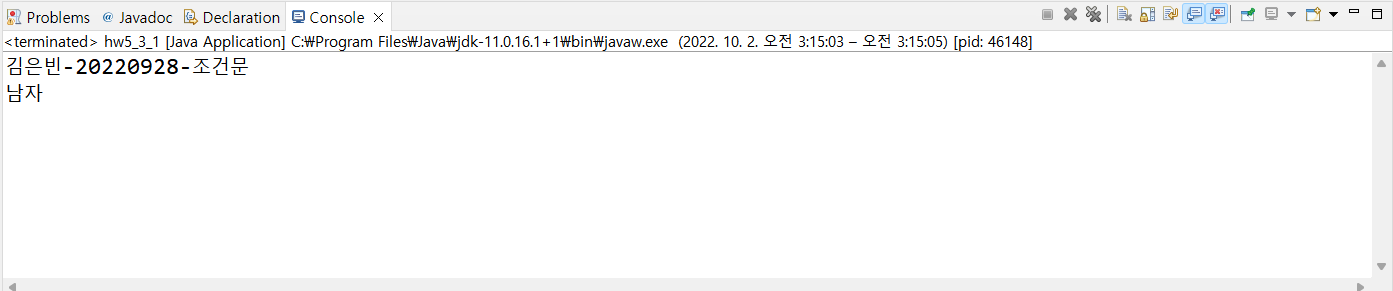 Problems @ Javadoc Declaration Console
<terminated> hw5_3_1 [Java Application] C:₩Program Files₩Java₩jdk-11.0.16.1+1₩bin₩javaw.exe (2022. 10. 2. 오전 3:15:03 – 오전 3:15:05) [pid: 46148]
김은빈-20220928-조건문
남자